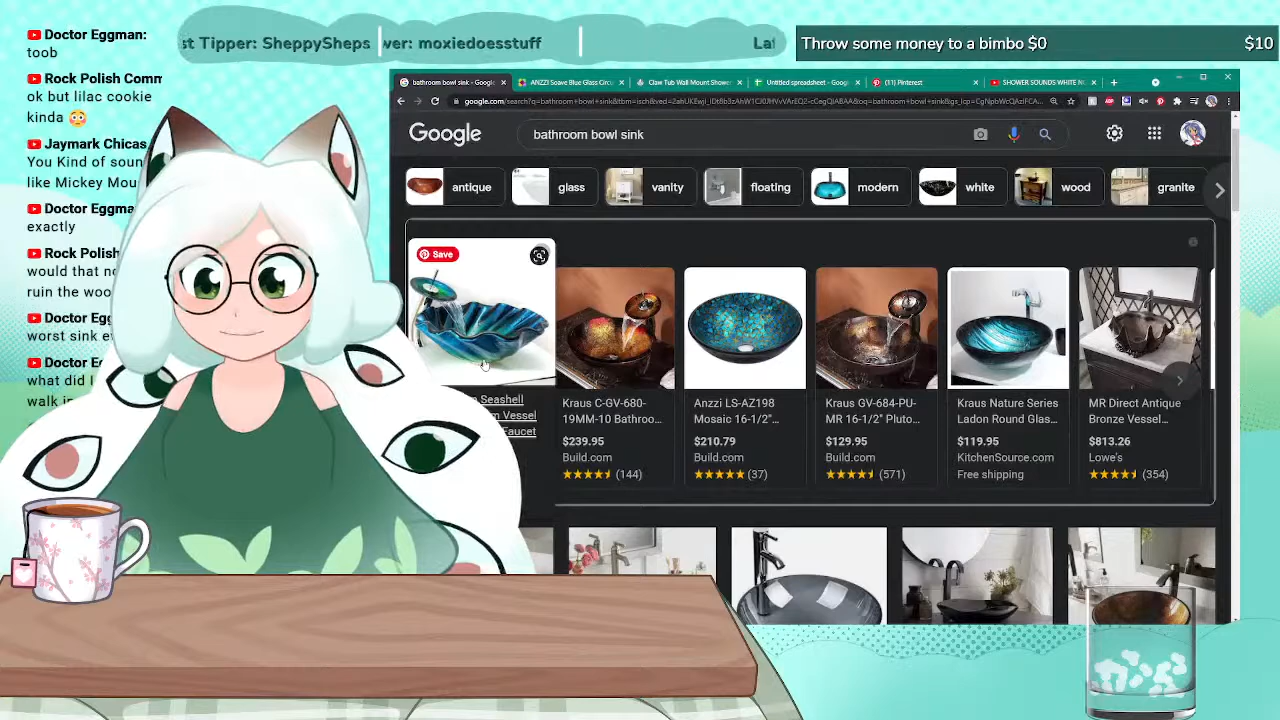 Doctor Eggman:
toob
Rock Polish Comm
ok but lilac cookie
kinda 😳
Jaymark Chicas
You Kind of soun
like Mickey Mou
Doctor Eggma
exactly
Rock Polish
would that no
ruin the woo
Doctor Eg
worst sink e
Doctor E
what did I
walk in
st Tipper: SheppySheps
ver: moxiedoesstuff
La
Throw some money to a bimbo $0
$10
bathroom bowl sink - Google
ANZZI Soave Blue Glass Circu
Claw Tub Wall Mount Shower
Untitled spreadsheet - Google
(11) Pinterest
SHOWER SOUNDS WHITE N
Google
bathroom bowl sink
antique
glass
vanity
floating
modern
white
wood
granite
Save
Seashell
Vessel
Faucet
Kraus C-GV-680-
19MM-10 Bathroo...
$239.95
Build.com
(144)
Anzzi LS-AZ198
Mosaic 16-1/2"...
$210.79
Build.com
(37)
Kraus GV-684-PU-
MR 16-1/2" Pluto...
$129.95
Build.com
(571)
Kraus Nature Series
Ladon Round Glas...
$119.95
KitchenSource.com
Free shipping
MR Direct Antique
Bronze Vessel...
$813.26
Lowe's
(354)